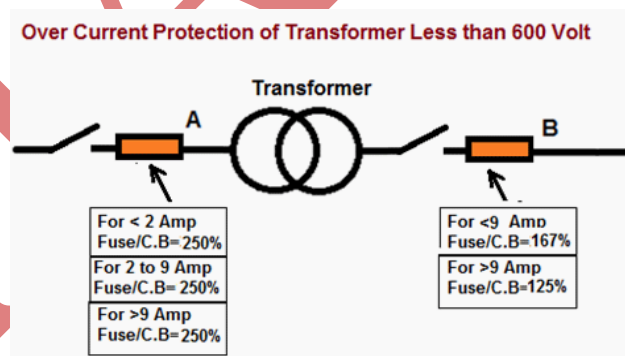 Over Current Protection of Transformer Less than 600 Volt
Transformer
A
B
For < 2 Amp
Fuse/C.B= 250%
For 2 to 9 Amp
Fuse/C.B= 250%
For >9 Amp
Fuse/C.B=250%
For <9 Amp
Fuse/C.B=167%
For >9 Amp
Fuse/C.B=125%